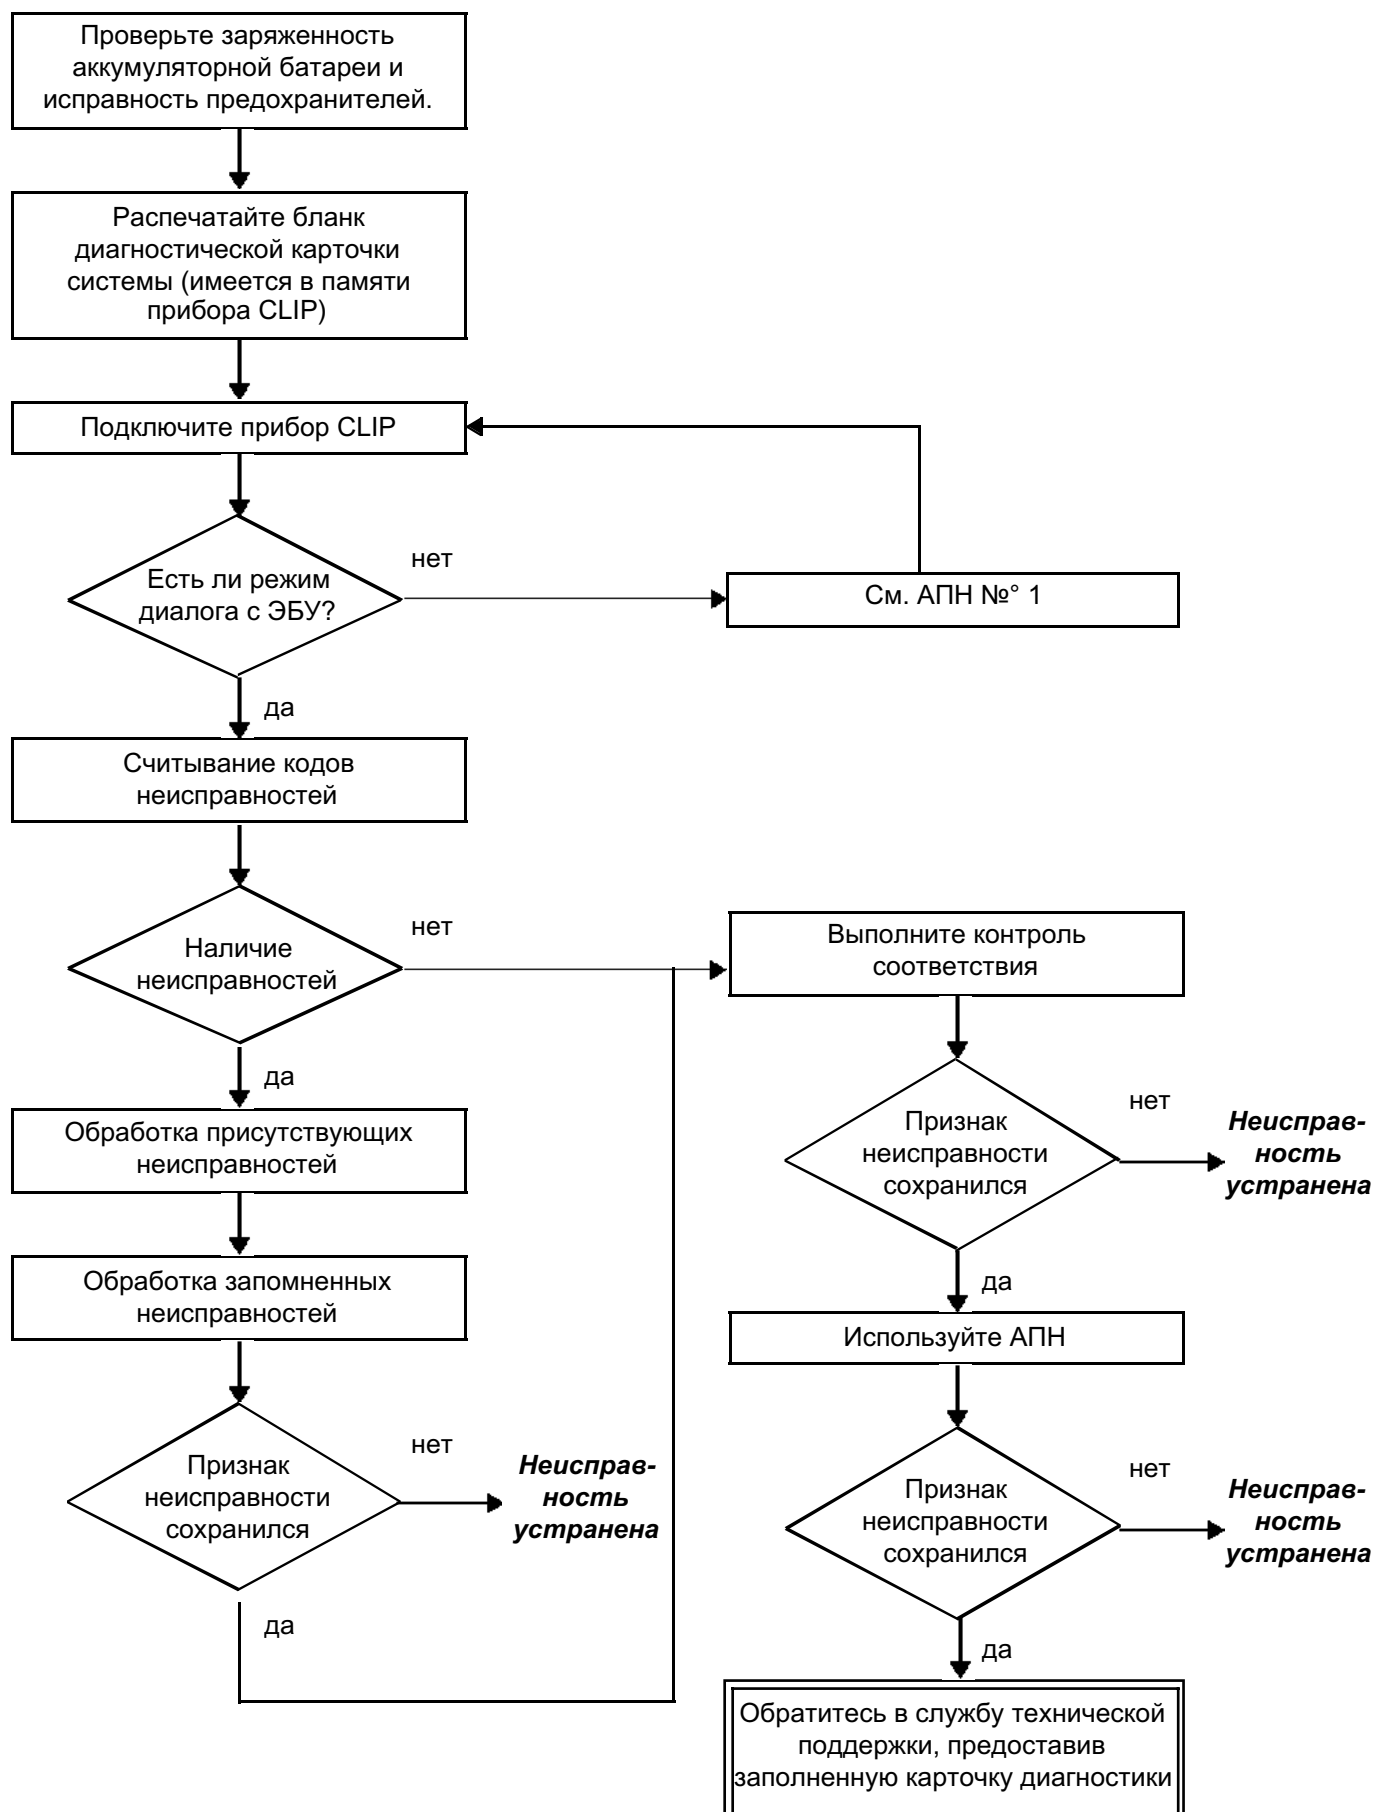 Проверьте заряженность
аккумуляторной батареи и
исправность предохранителей.
Распечатайте бланк
диагностической карточки
системы (имеется в памяти
прибора CLIP)
Подключите прибор CLIP
Есть ли режим
диалога с ЭБУ?
нет
См. АПН №° 1
да
Считывание кодов
неисправностей
Наличие
неисправностей
нет
да
Обработка присутствующих
неисправностей
Обработка запомненных
неисправностей
Признак
неисправности
сохранился
нет
Неисправ-
ность
устранена
да
Выполните контроль
соответствия
Признак
неисправности
сохранился
нет
Неисправ-
ность
устранена
да
Используйте АПН
Признак
неисправности
сохранился
нет
Неисправ-
ность
устранена
да
Обратитесь в службу технической
поддержки, предоставив
заполненную карточку диагностики